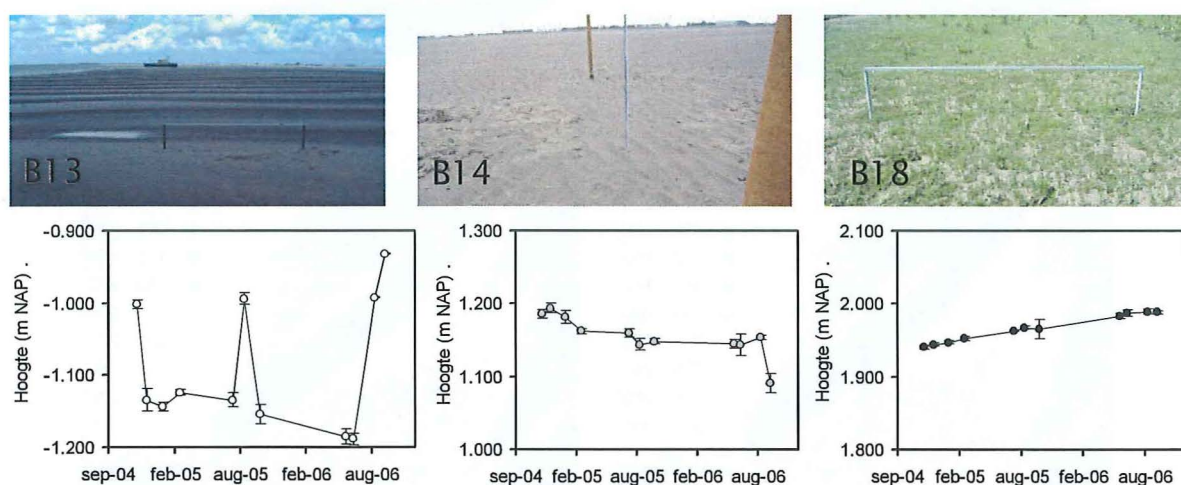 B13
B14
B18
Hoogte (m NAP) .
-0.900
-1.000
-1.100
-1.200
sep-04 feb-05 aug-05 feb-06 aug-06
Hoogte (m NAP) .
1.300
1.200
1.100
1.000
sep-04 feb-05 aug-05 feb-06 aug-06
Hoogte (m NAP) .
2.100
2.000
1.900
1.800
sep-04 feb-05 aug-05 feb-06 aug-06